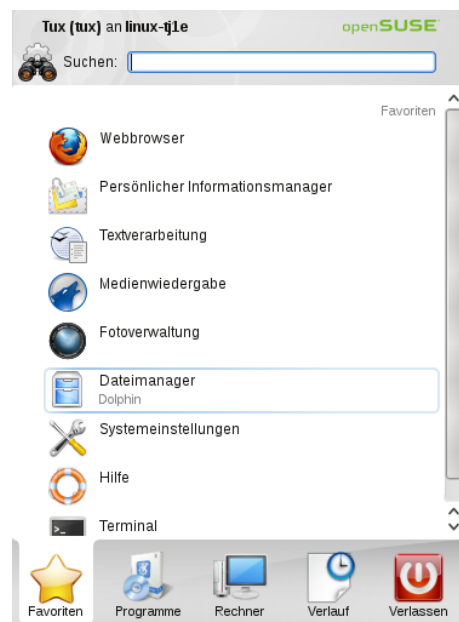 Tux (tux) an linux-tj1e
openSUSE
Suchen:
Favoriten
Webbrowser
Persönlicher Informationsmanager
Textverarbeitung
Medienwiedergabe
Fotoverwaltung
Dateimanager
Dolphin
Systemeinstellungen
Hilfe
Terminal
Favoriten
Programme
Rechner
Verlauf
Verlassen